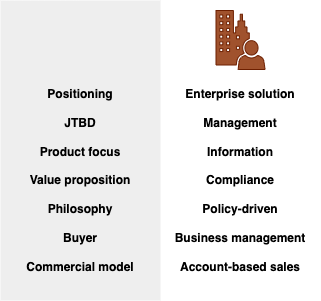 Positioning Enterprise solution
JTBD Management
Product focus Information
Value proposition Compliance
Philosophy Policy-driven
Buyer Business management
Commercial model Account-based sales